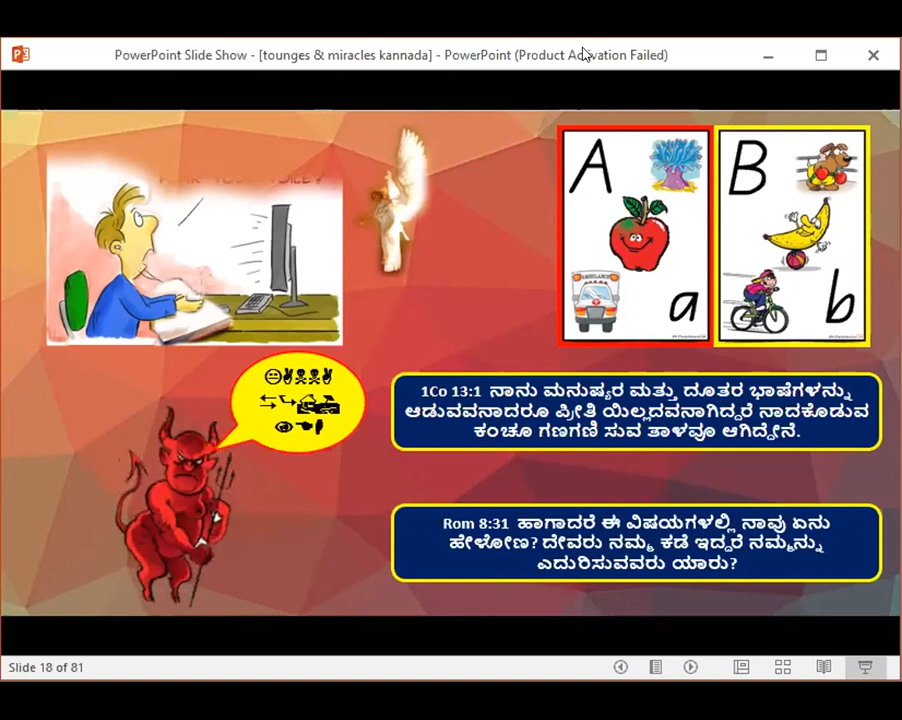 PowerPoint Slide Show - [tounges & miracles kannada] - PowerPoint (Product Activation Failed)
A
B
AMBULANCE
a
b
1Co 13:1 ನಾನು ಮನುಷ್ಯರ ಮತ್ತು ದೂತರ ಭಾಷೆಗಳನ್ನು
ಆಡುವವನಾದರೂ ಪ್ರೀತಿ ಯಿಲ್ಲದವನಾಗಿದ್ದರೆ ನಾದಕೊಡುವ
ಕಂಚೂ ಗಣಗಣಿ ಸುವ ತಾಳವೂ ಆಗಿದ್ದೇನೆ.
Rom 8:31 ಹಾಗಾದರೆ ಈ ವಿಷಯಗಳಲ್ಲಿ ನಾವು ಏನು
ಹೇಳೋಣ? ದೇವರು ನಮ್ಮ ಕಡೆ ಇದ್ದರೆ ನಮ್ಮನ್ನು
ಎದುರಿಸುವವರು ಯಾರು?
Slide 18 of 81